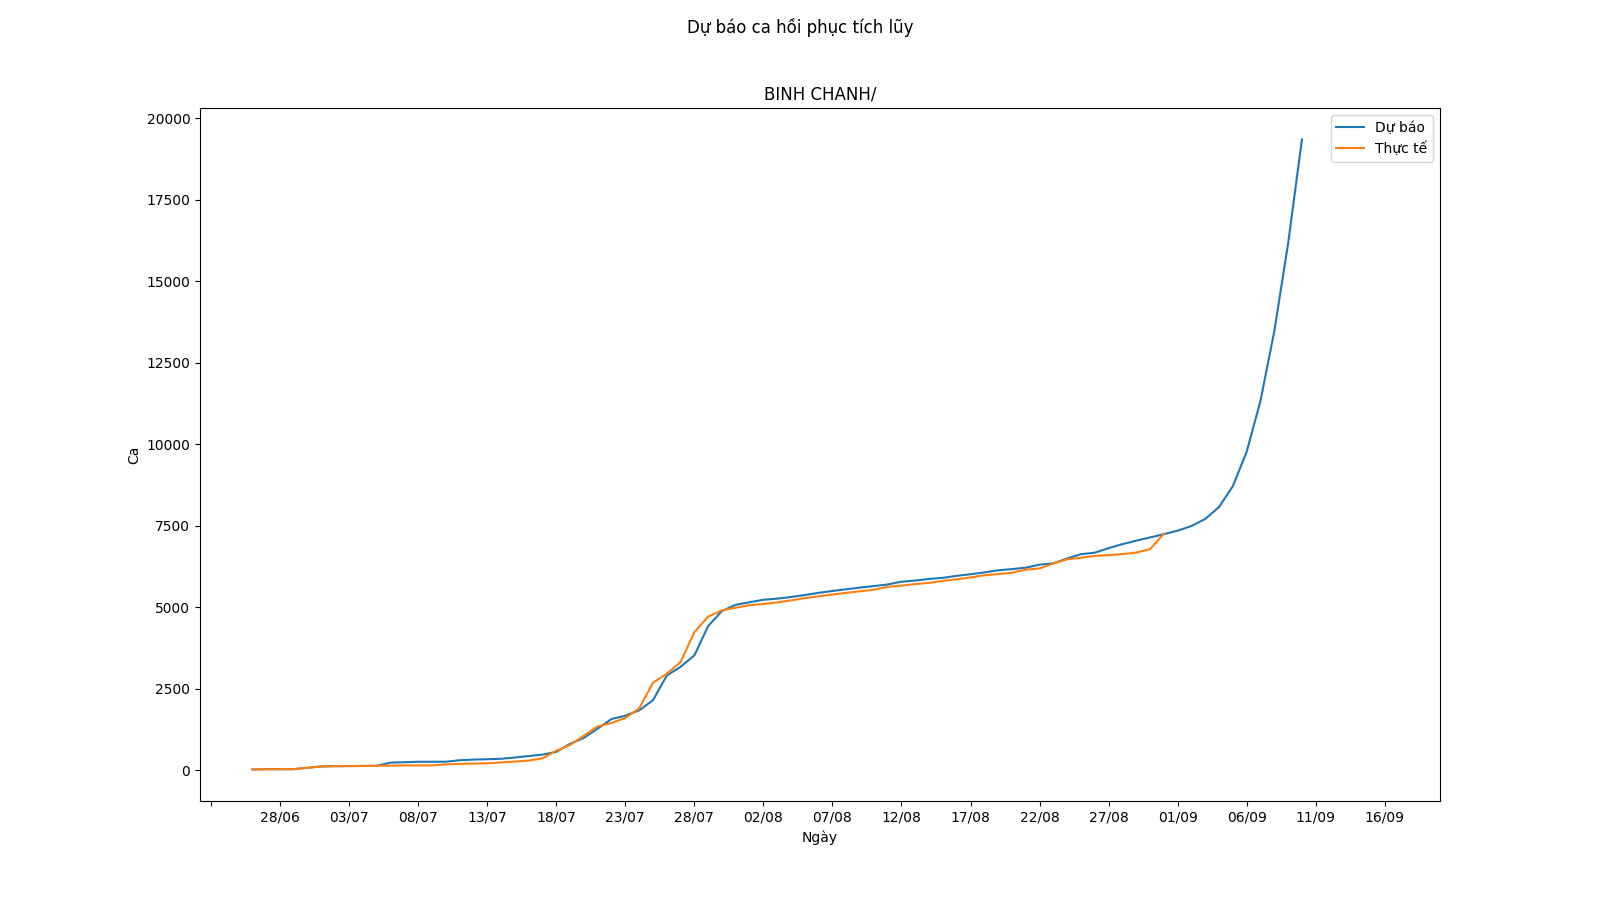 Dự báo ca hồi phục tích lũy
BINH CHANH/
20000
17500
15000
12500
10000
7500
5000
2500
0
Ca
Dự báo
Thực tế
28/06 03/07 08/07 13/07 18/07 23/07 28/07 02/08 07/08 12/08 17/08 22/08 27/08 01/09 06/09 11/09 16/09
Ngày